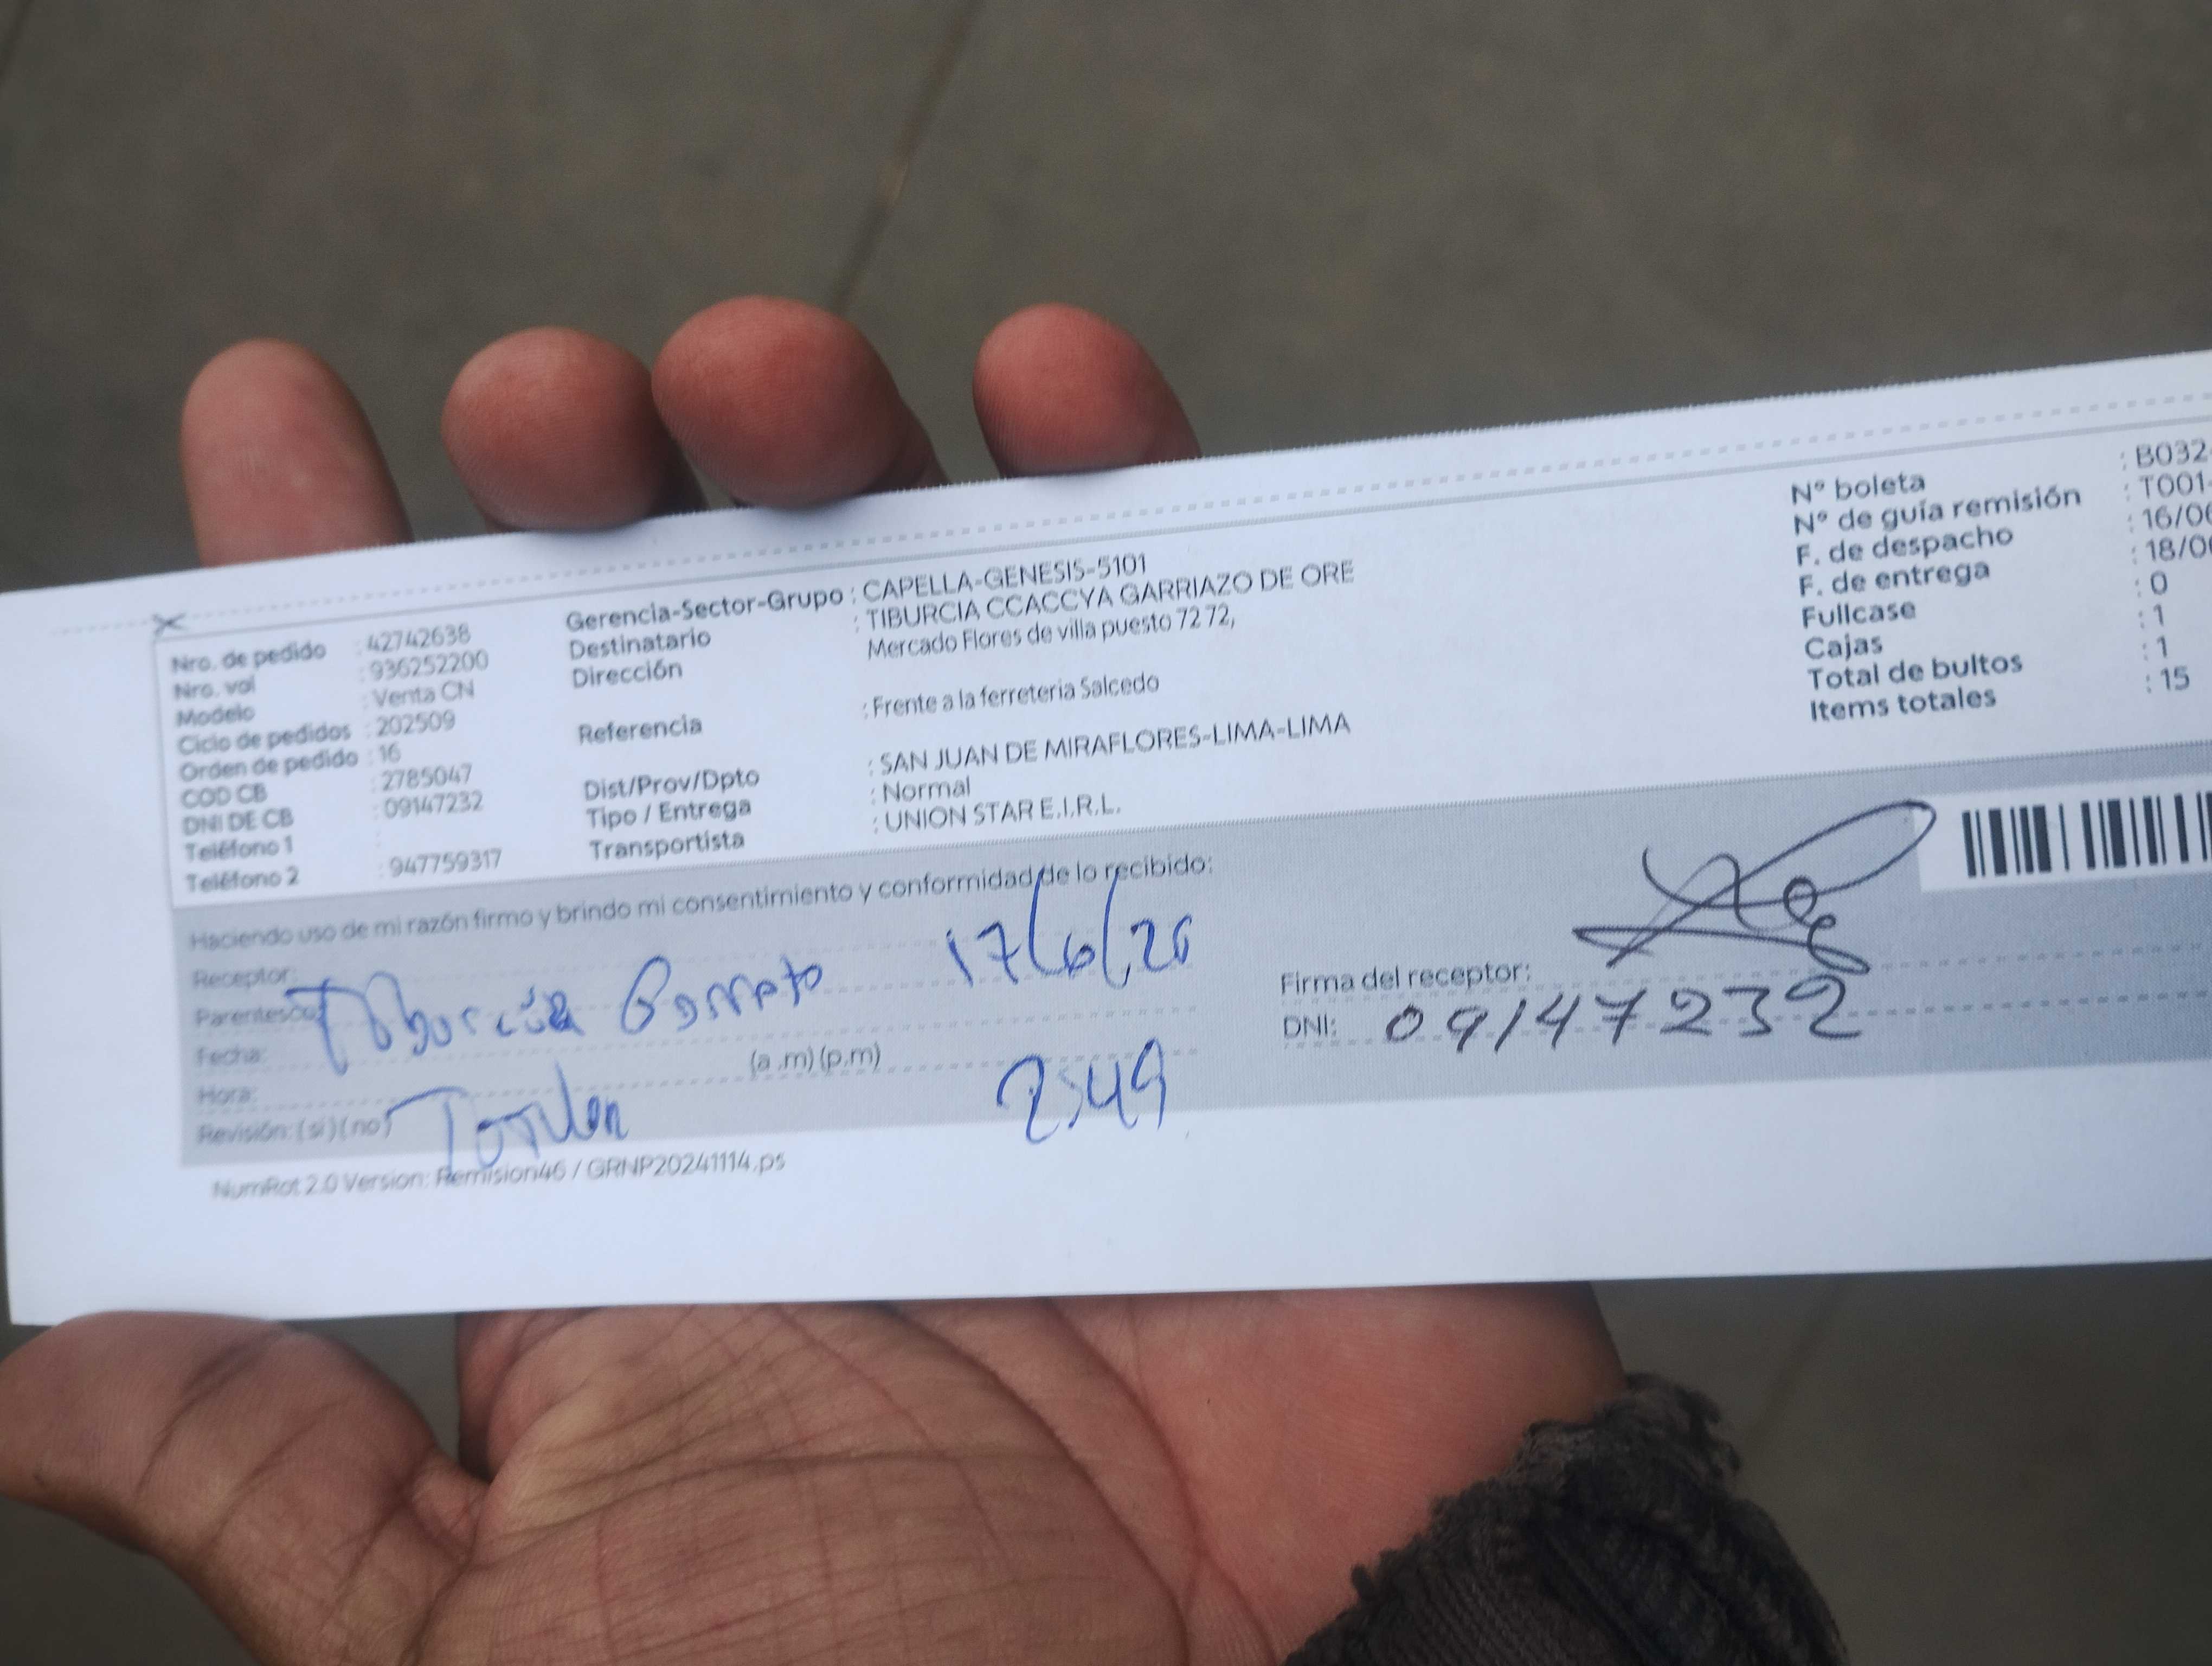 Nro. de pedido : 42742638
Nro. vol : 936252200
Modelo : Venta CN
Ciclo de pedidos : 202509
Orden de pedido : 16
COD CB : 2785047
DNI DE CB : 09147232
Teléfono 1 :
Teléfono 2 : 947759317
Gerencia-Sector-Grupo : CAPELLA-GENESIS-5101
Destinatario : TIBURCIA CCACCYA GARRIAZO DE ORE
Dirección Mercado Flores de villa puesto 72 72,
Referencia : Frente a la ferreteria Salcedo
Dist/Prov/Dpto : SAN JUAN DE MIRAFLORES-LIMA-LIMA
Tipo / Entrega : Normal
Transportista : UNION STAR E.I.R.L.
N° boleta : B032-
N° de guía remisión : T001-
F. de despacho : 16/06
F. de entrega : 18/06
Fullcase : 0
Cajas : 1
Total de bultos : 1
Items totales : 15
Haciendo uso de mi razón firmo y brindo mi consentimiento y conformidad de lo recibido:
Receptor:
Parentesco:
Fecha:
Hora: (a .m) (p.m)
Revisión: (si) (no)
17/6/20
Firma del receptor:
DNI: 09147232
NumRot 2.0 Version: Remision46 / GRNP20241114.ps